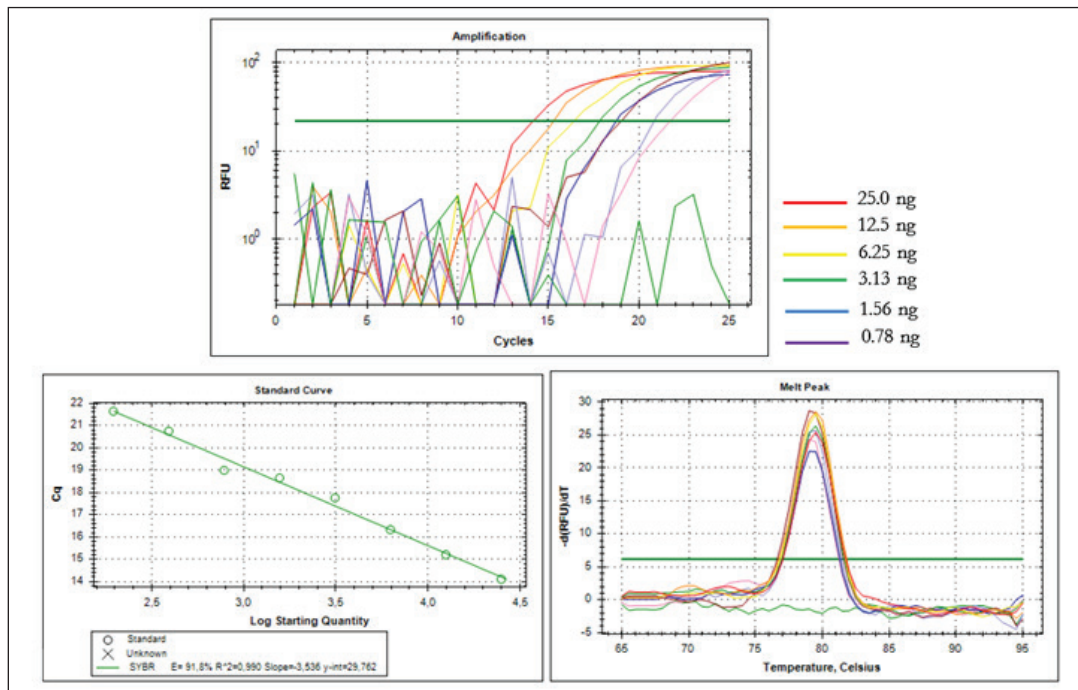 Amplification
10²
10¹
10⁰
RFU
0 5 10 15 20 25
Cycles
25.0 ng
12.5 ng
6.25 ng
3.13 ng
1.56 ng
0.78 ng
Standard Curve
22
21
20
19
18
17
16
15
14
Cq
2,5 3,0 3,5 4,0 4,5
Log Starting Quantity
Standard
Unknown
SYBR E= 91,8% R^2=0,990 Slope=-3,536 y-int=29,762
Melt Peak
30
25
20
15
10
5
0
-5
-d(RFU)/dT
65 70 75 80 85 90 95
Temperature, Celsius